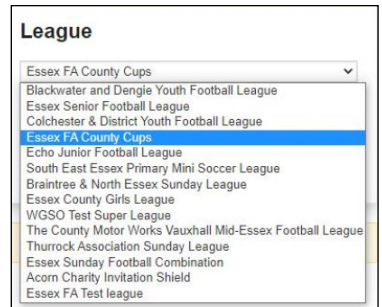 League
Essex FA County Cups
Blackwater and Dengie Youth Football League
Essex Senior Football League
Colchester & District Youth Football League
Essex FA County Cups
Echo Junior Football League
South East Essex Primary Mini Soccer League
Braintree & North Essex Sunday League
Essex County Girls League
WGSO Test Super League
The County Motor Works Vauxhall Mid-Essex Football League
Thurrock Association Sunday League
Essex Sunday Football Combination
Acorn Charity Invitation Shield
Essex FA Test league